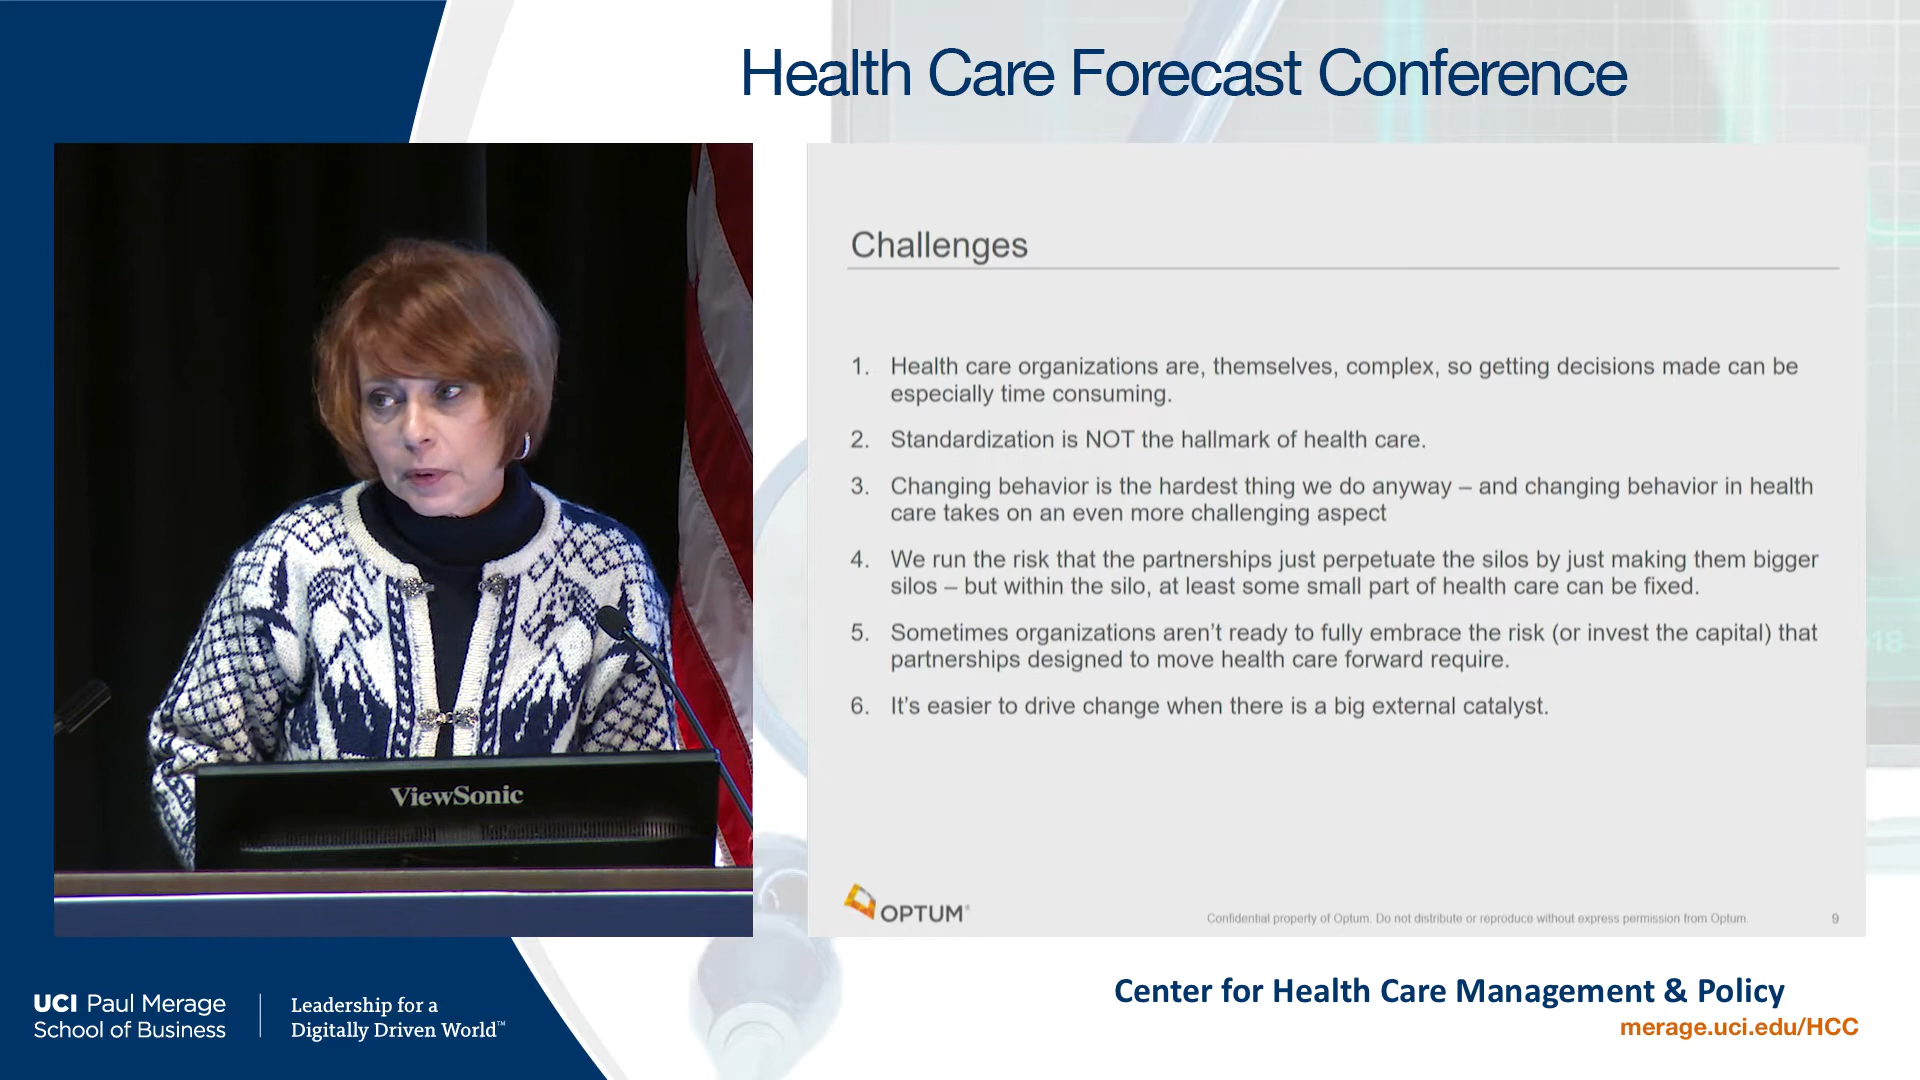 Health Care Forecast Conference
ViewSonic
Challenges
1. Health care organizations are, themselves, complex, so getting decisions made can be
especially time consuming.
2. Standardization is NOT the hallmark of health care.
3. Changing behavior is the hardest thing we do anyway – and changing behavior in health
care takes on an even more challenging aspect
4. We run the risk that the partnerships just perpetuate the silos by just making them bigger
silos – but within the silo, at least some small part of health care can be fixed.
5. Sometimes organizations aren't ready to fully embrace the risk (or invest the capital) that
partnerships designed to move health care forward require.
6. It's easier to drive change when there is a big external catalyst.
OPTUM®
Confidential property of Optum. Do not distribute or reproduce without express permission from Optum
9
18
UCI Paul Merage
School of Business
Leadership for a
Digitally Driven World™
Center for Health Care Management & Policy
merage.uci.edu/HCC